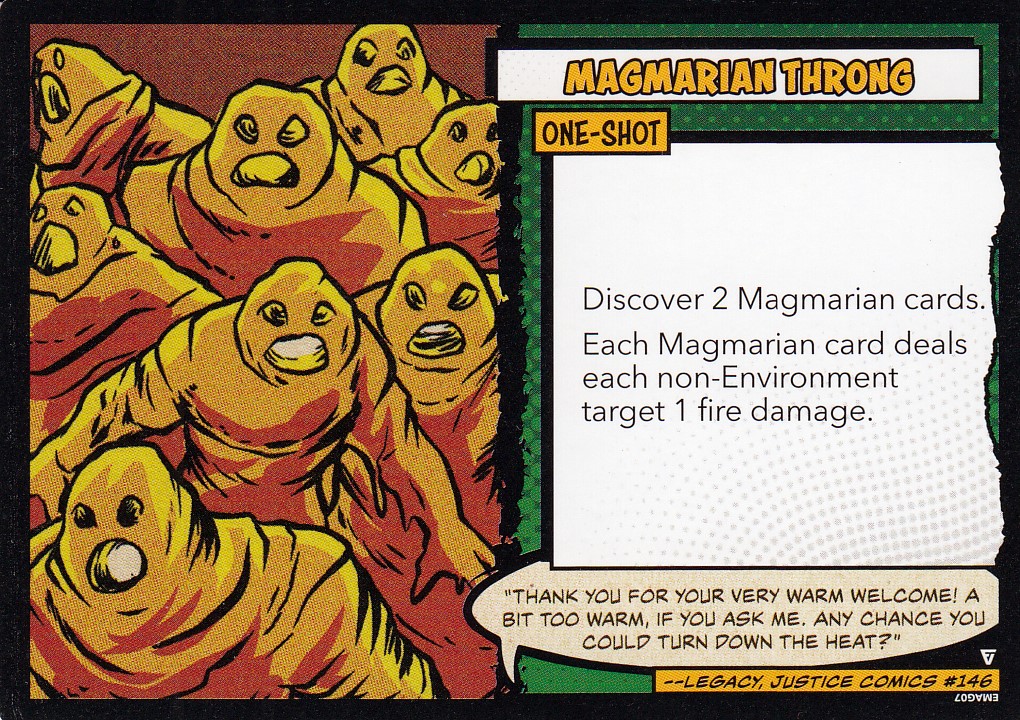 MAGMARIAN THRONG
ONE-SHOT
Discover 2 Magmarian cards.
Each Magmarian card deals
each non-Environment
target 1 fire damage.
"THANK YOU FOR YOUR VERY WARM WELCOME! A
BIT TOO WARM, IF YOU ASK ME. ANY CHANCE YOU
COULD TURN DOWN THE HEAT?"
--LEGACY, JUSTICE COMICS #146
EMAG07